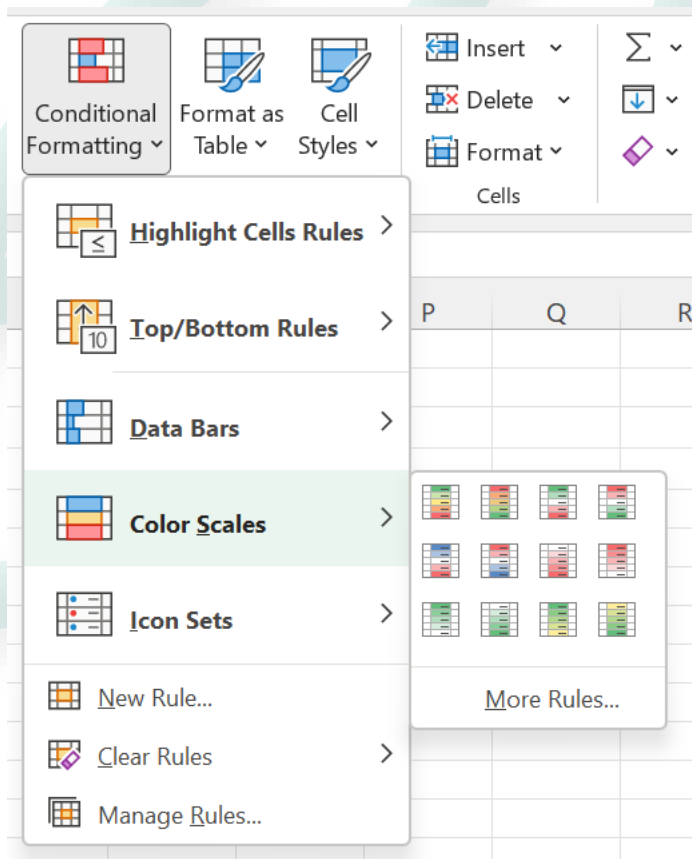 Conditional
Formatting
Format as
Table
Cell
Styles
Insert
Delete
Format
Cells
≤
Highlight Cells Rules
10
Top/Bottom Rules
Data Bars
Color Scales
Icon Sets
New Rule...
Clear Rules
Manage Rules...
P Q R
More Rules...